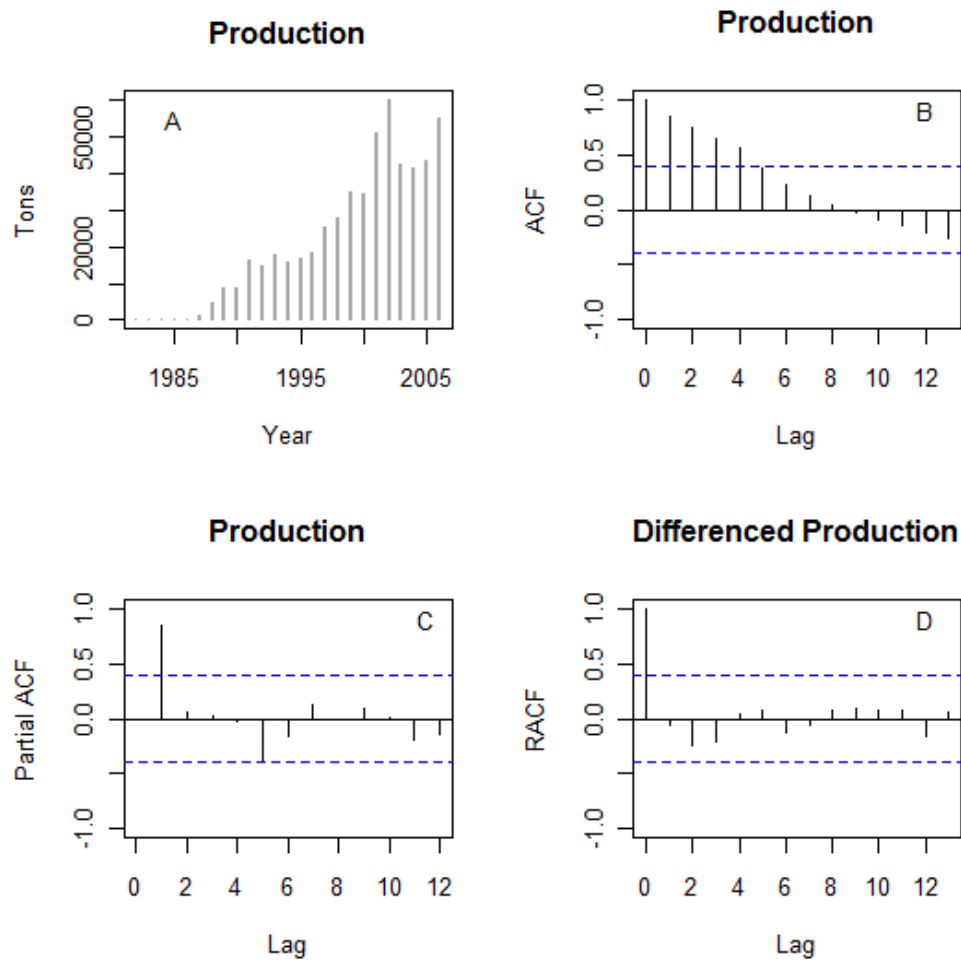 Production
A
Tons
50000
20000
0
1985 1995 2005
Year
Production
B
ACF
1.0
0.5
0.0
-1.0
0 2 4 6 8 10 12
Lag
Production
C
Partial ACF
1.0
0.5
0.0
-1.0
0 2 4 6 8 10 12
Lag
Differenced Production
D
RACF
1.0
0.5
0.0
-1.0
0 2 4 6 8 10 12
Lag